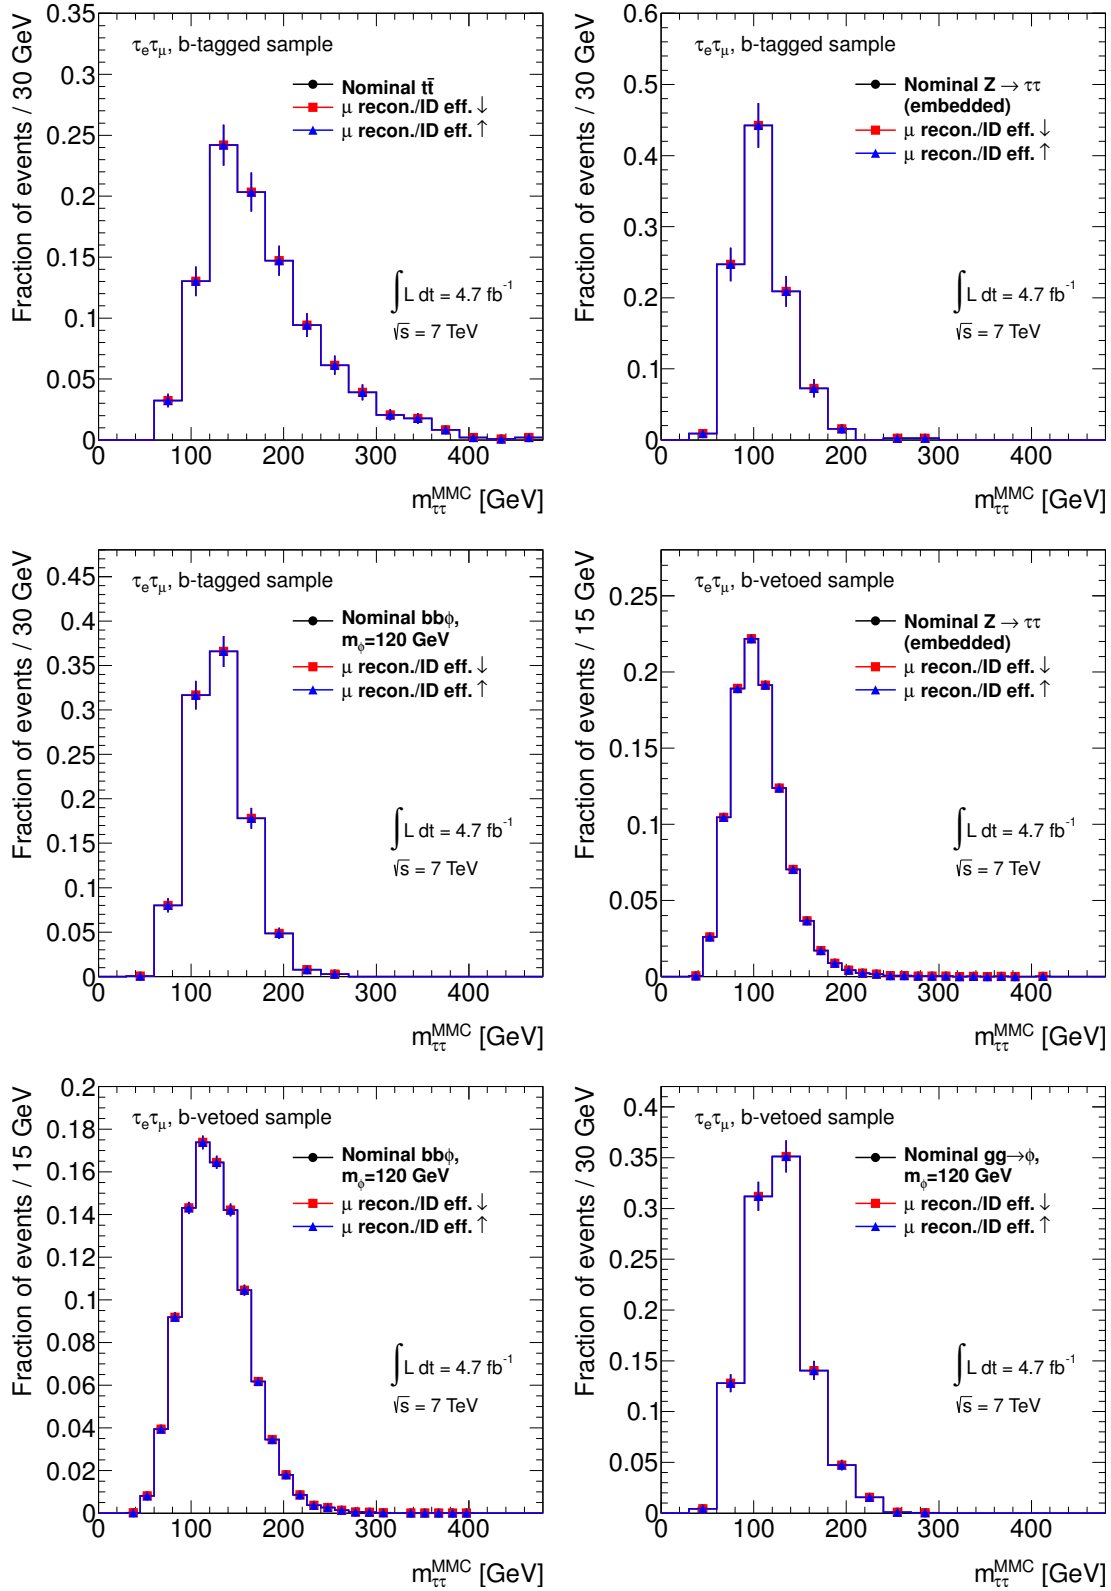 Fraction of events / 30 GeV
0.35
0.3
0.25
0.2
0.15
0.1
0.05
0
τeτμ, b-tagged sample
Nominal tt̄
μ recon./ID eff. ↓
μ recon./ID eff. ↑
∫ L dt = 4.7 fb⁻¹
√s = 7 TeV
0 100 200 300 400
mττ^MMC [GeV]
Fraction of events / 30 GeV
0.6
0.5
0.4
0.3
0.2
0.1
0
τeτμ, b-tagged sample
Nominal Z → ττ
(embedded)
μ recon./ID eff. ↓
μ recon./ID eff. ↑
∫ L dt = 4.7 fb⁻¹
√s = 7 TeV
0 100 200 300 400
mττ^MMC [GeV]
Fraction of events / 30 GeV
0.45
0.4
0.35
0.3
0.25
0.2
0.15
0.1
0.05
0
τeτμ, b-tagged sample
Nominal bbϕ,
mϕ=120 GeV
μ recon./ID eff. ↓
μ recon./ID eff. ↑
∫ L dt = 4.7 fb⁻¹
√s = 7 TeV
0 100 200 300 400
mττ^MMC [GeV]
Fraction of events / 15 GeV
0.25
0.2
0.15
0.1
0.05
0
τeτμ, b-vetoed sample
Nominal Z → ττ
(embedded)
μ recon./ID eff. ↓
μ recon./ID eff. ↑
∫ L dt = 4.7 fb⁻¹
√s = 7 TeV
0 100 200 300 400
mττ^MMC [GeV]
Fraction of events / 15 GeV
0.2
0.18
0.16
0.14
0.12
0.1
0.08
0.06
0.04
0.02
0
τeτμ, b-vetoed sample
Nominal bbϕ,
mϕ=120 GeV
μ recon./ID eff. ↓
μ recon./ID eff. ↑
∫ L dt = 4.7 fb⁻¹
√s = 7 TeV
0 100 200 300 400
mττ^MMC [GeV]
Fraction of events / 30 GeV
0.4
0.35
0.3
0.25
0.2
0.15
0.1
0.05
0
τeτμ, b-vetoed sample
Nominal gg→ϕ,
mϕ=120 GeV
μ recon./ID eff. ↓
μ recon./ID eff. ↑
∫ L dt = 4.7 fb⁻¹
√s = 7 TeV
0 100 200 300 400
mττ^MMC [GeV]